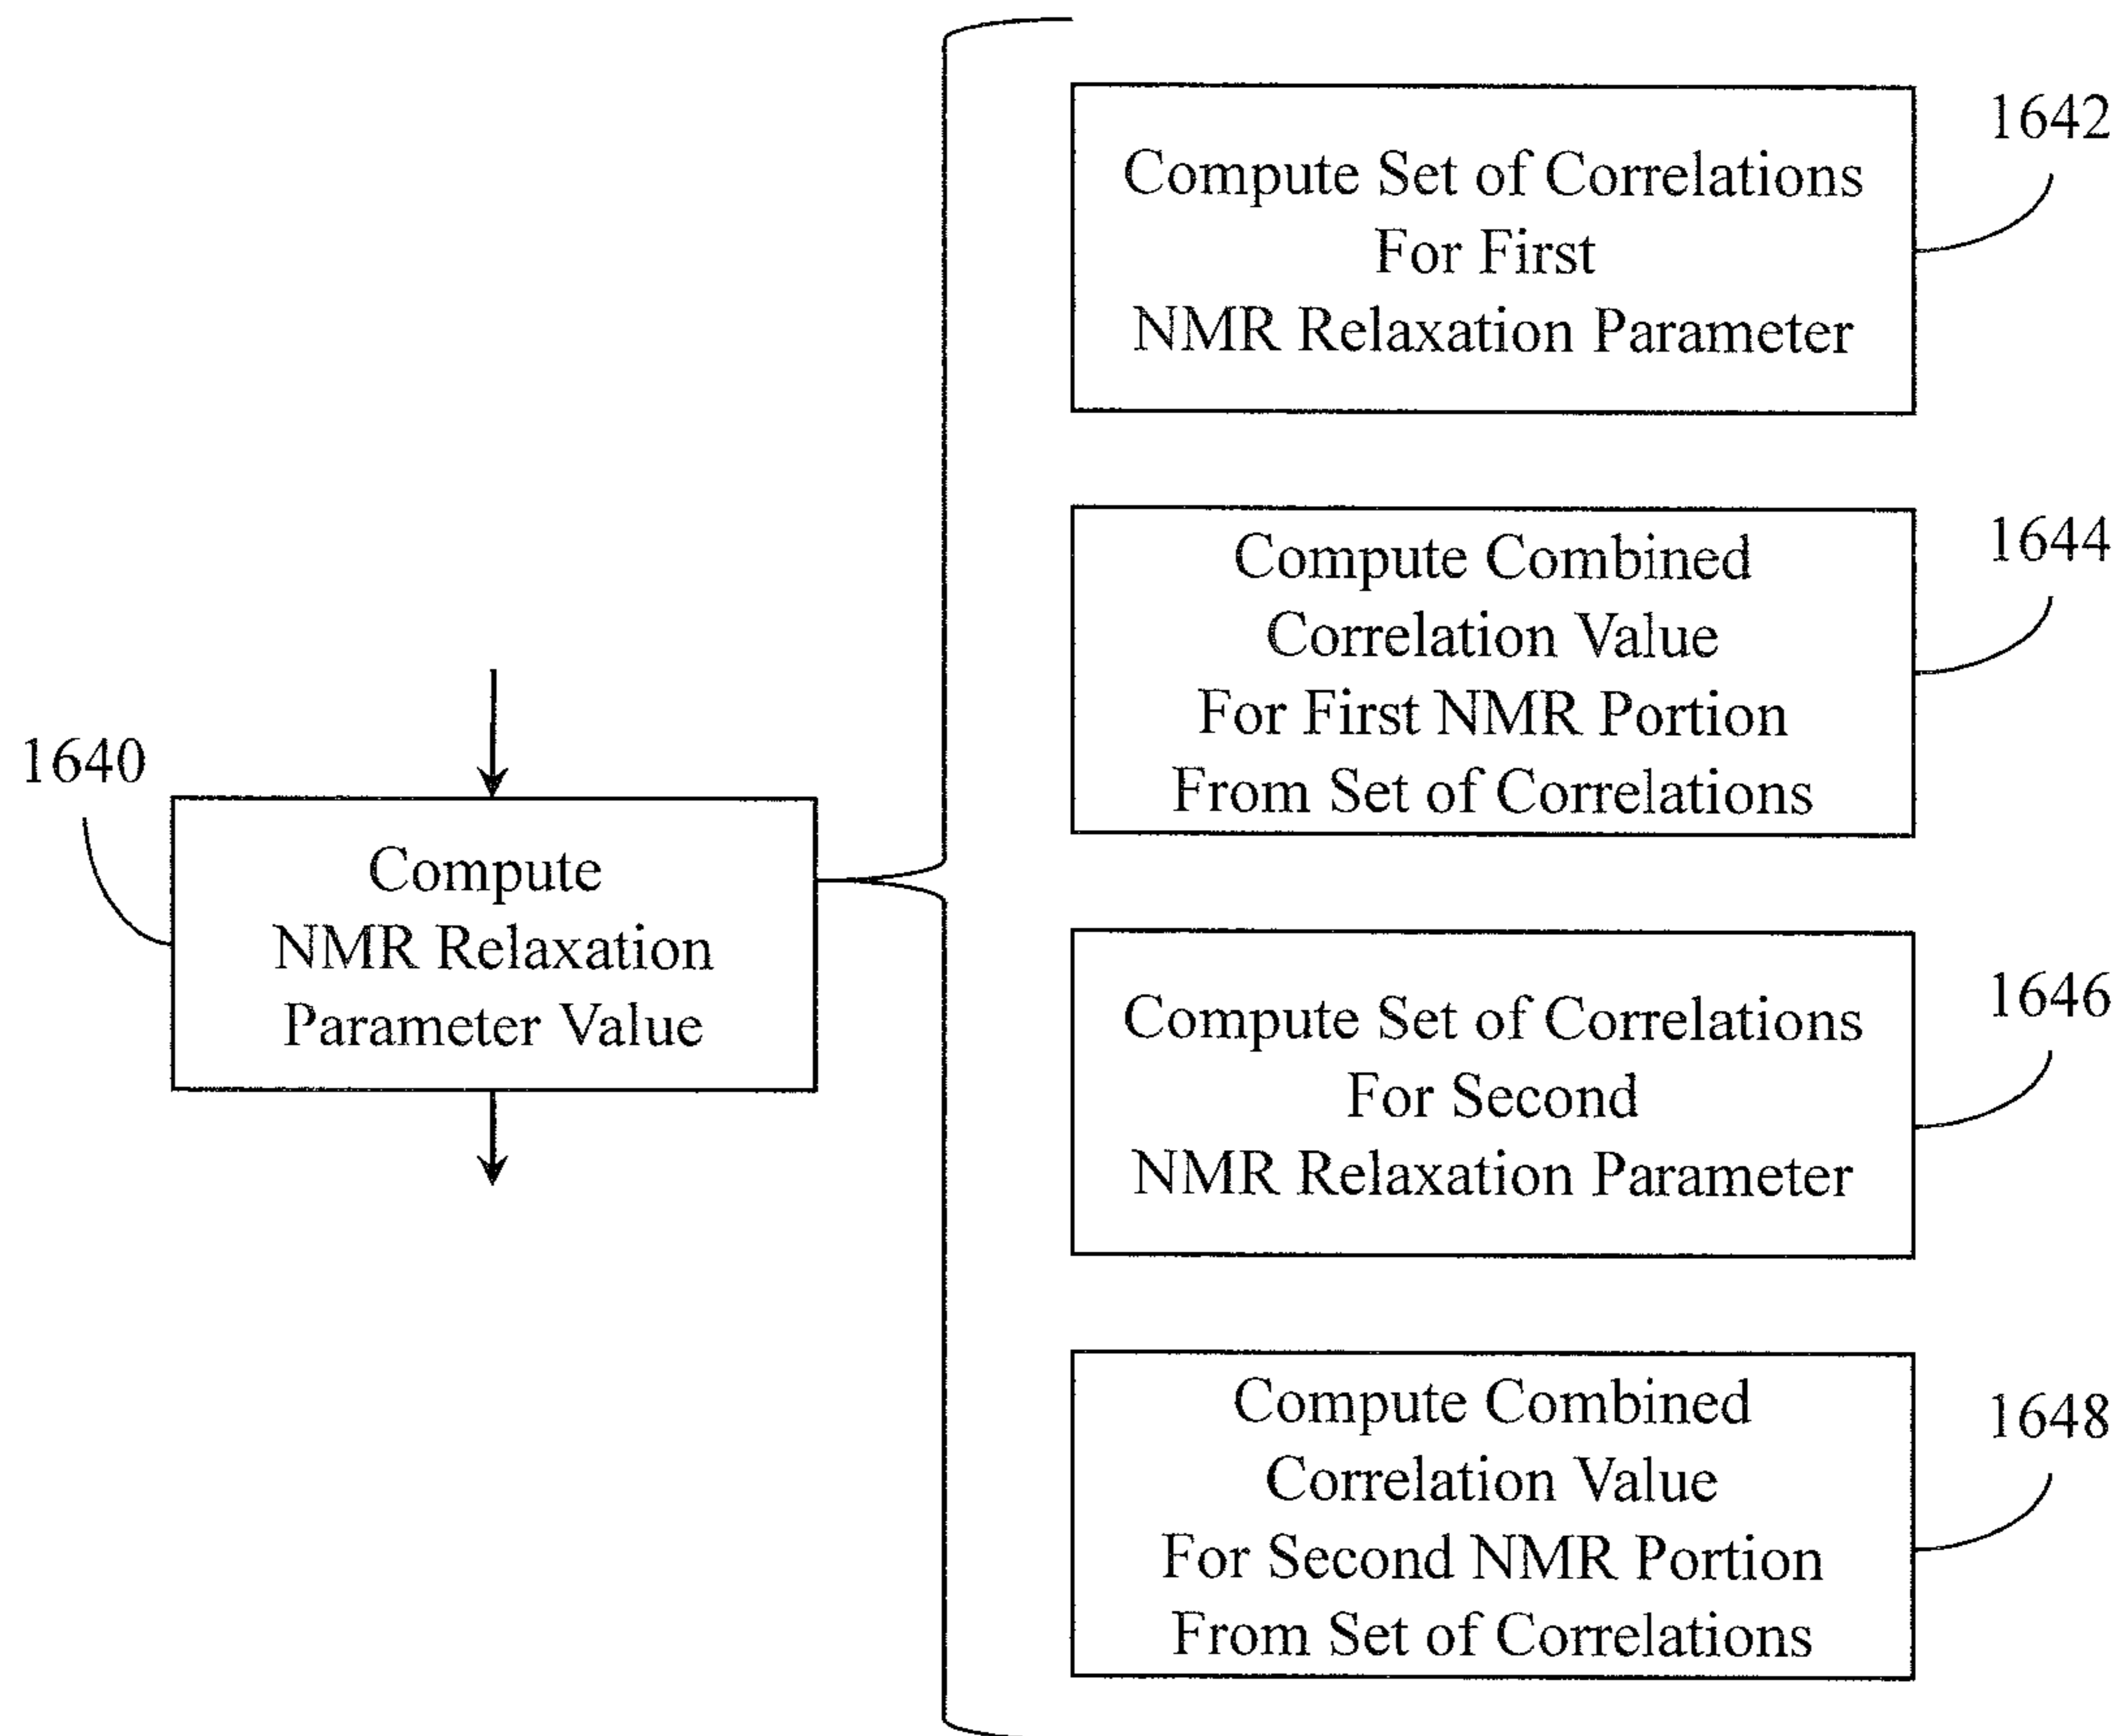 1640
Compute
NMR Relaxation
Parameter Value
1642
Compute Set of Correlations
For First
NMR Relaxation Parameter
1644
Compute Combined
Correlation Value
For First NMR Portion
From Set of Correlations
1646
Compute Set of Correlations
For Second
NMR Relaxation Parameter
1648
Compute Combined
Correlation Value
For Second NMR Portion
From Set of Correlations